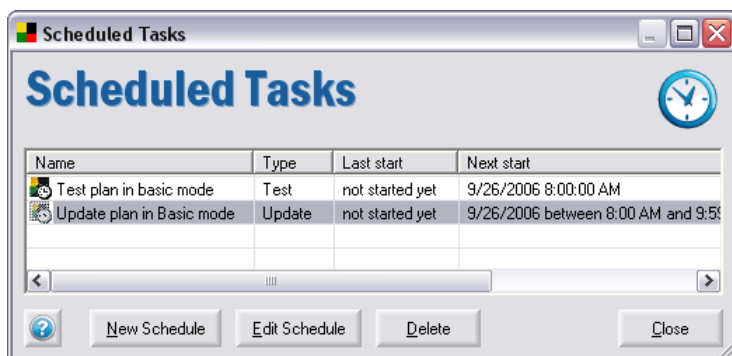 Scheduled Tasks
Scheduled Tasks
Name Type Last start Next start
Test plan in basic mode Test not started yet 9/26/2006 8:00:00 AM
Update plan in Basic mode Update not started yet 9/26/2006 between 8:00 AM and 9:59
New Schedule Edit Schedule Delete Close